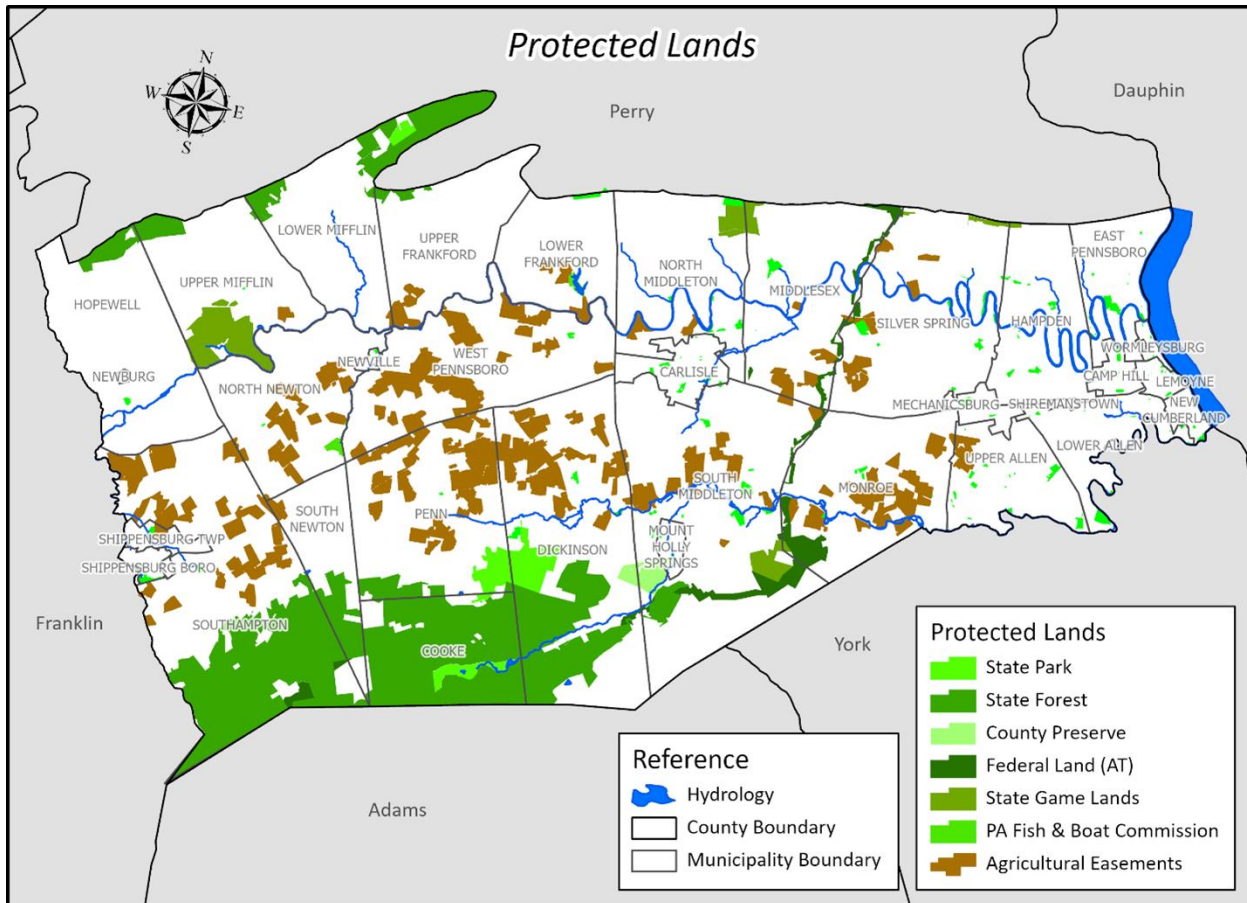 Protected Lands
N
W
E
S
Dauphin
Perry
LOWER MIFFLIN
UPPER
FRANKFORD
LOWER
FRANKFORD
EAST
PENNSBORO
NORTH
MIDDLETON
UPPER MIFFLIN
HOPEWELL
MIDDLESEX
SILVER SPRING
HAMPDEN
WORMLEYSBURG
NEWVILLE
WEST
PENNSBORO
NEWBURG
NORTH NEWTON
CARLISLE
CAMP HILL
LEMOYNE
MECHANICSBURG
SHIREMANSTOWN
NEW
CUMBERLAND
LOWER ALLEN
UPPER ALLEN
SOUTH
MIDDLETON
MONROE
SOUTH
NEWTON
PENN
SHIPPENSBURG TWP
DICKINSON
MOUNT
HOLLY
SPRINGS
SHIPPENSBURG BORO
Franklin
SOUTHAMPTON
COOKE
York
Adams
Reference
Hydrology
County Boundary
Municipality Boundary
Protected Lands
State Park
State Forest
County Preserve
Federal Land (AT)
State Game Lands
PA Fish & Boat Commission
Agricultural Easements